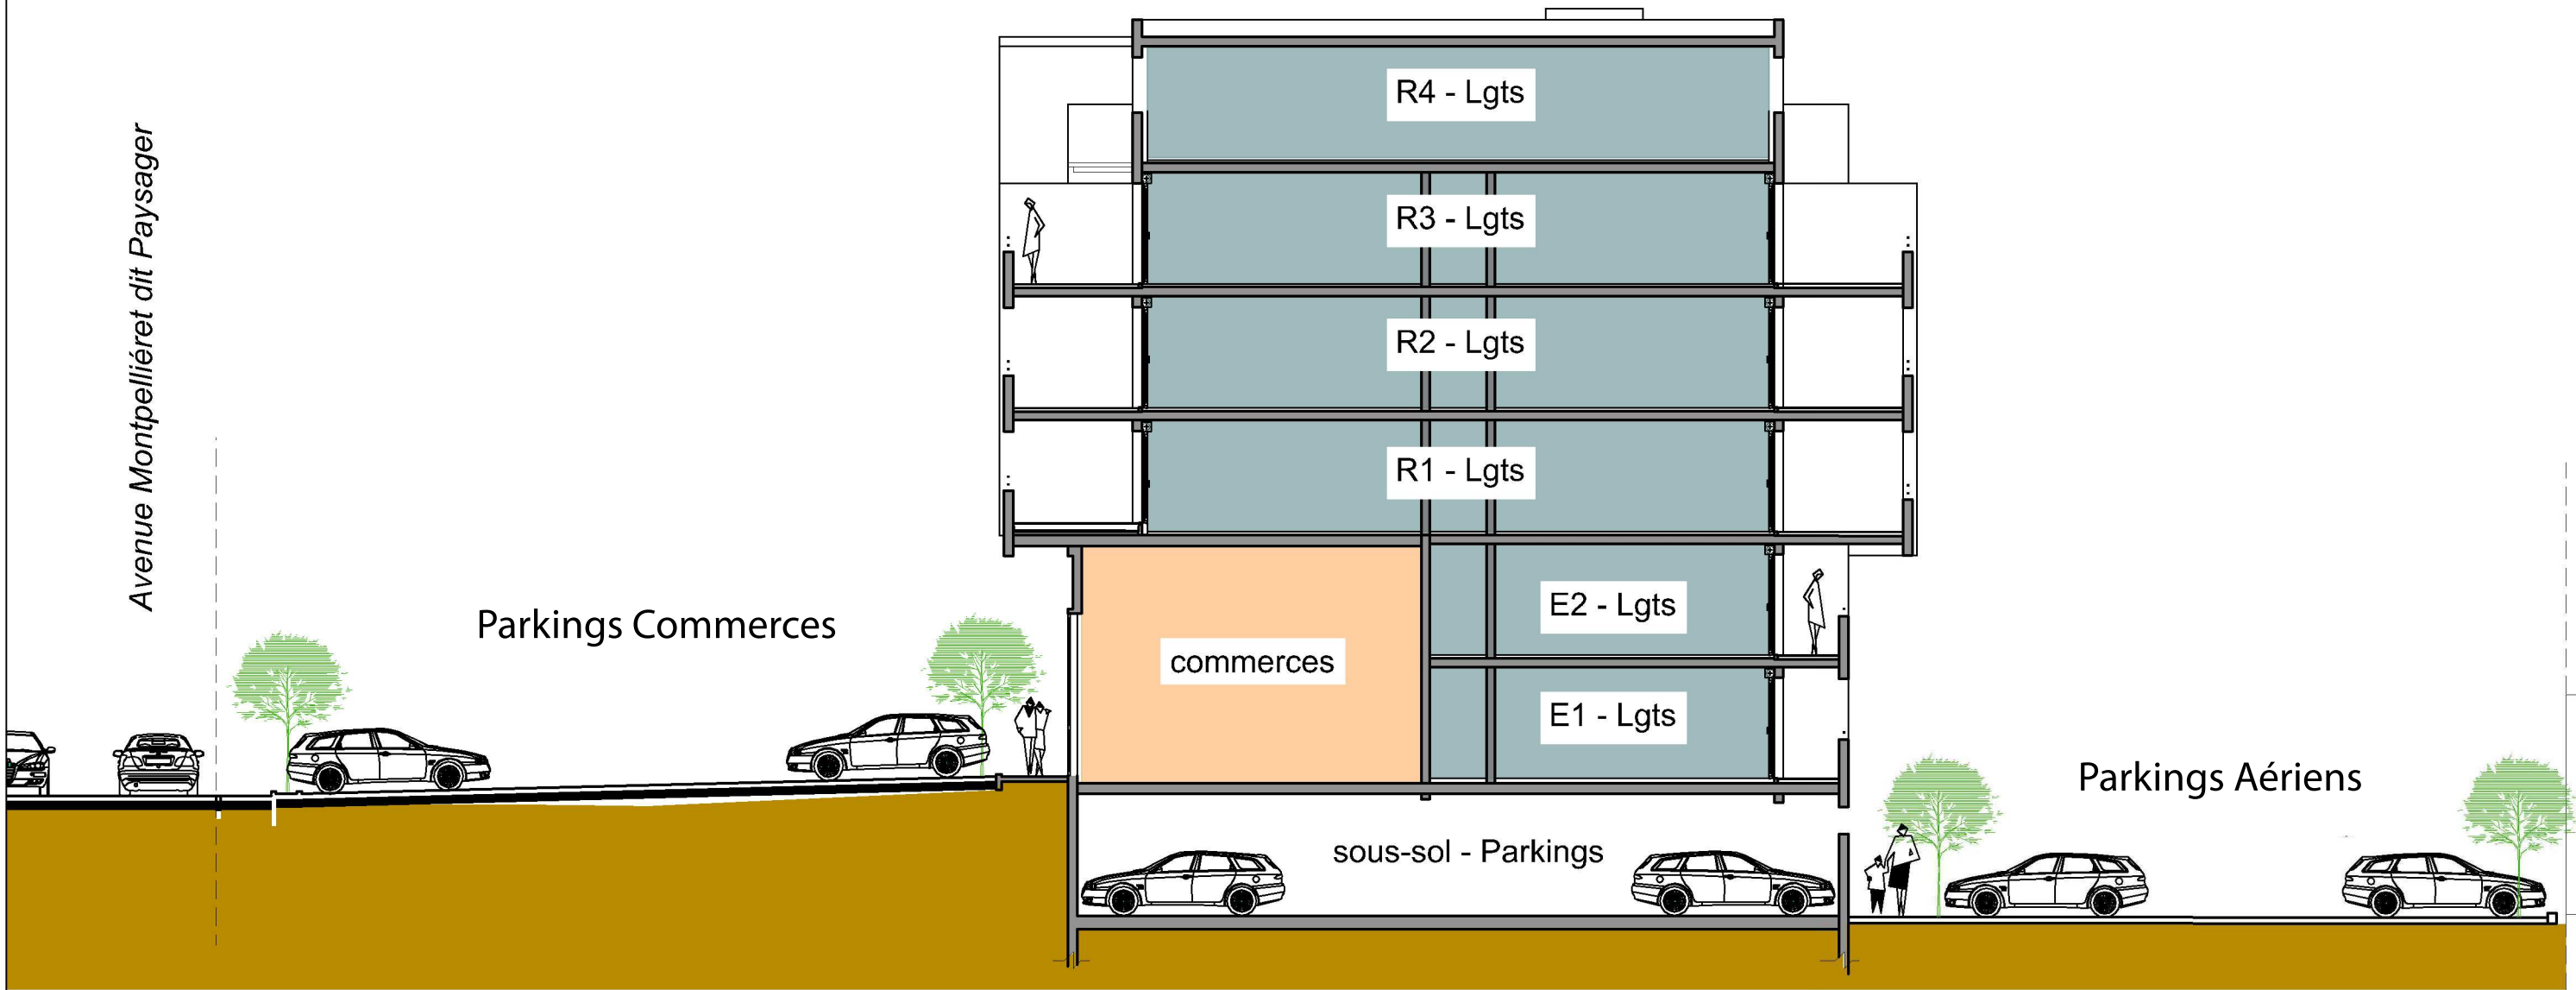 Avenue Montpelliéret dit Paysager
R4 - Lgts
R3 - Lgts
R2 - Lgts
R1 - Lgts
Parkings Commerces
E2 - Lgts
commerces
E1 - Lgts
Parkings Aériens
sous-sol - Parkings